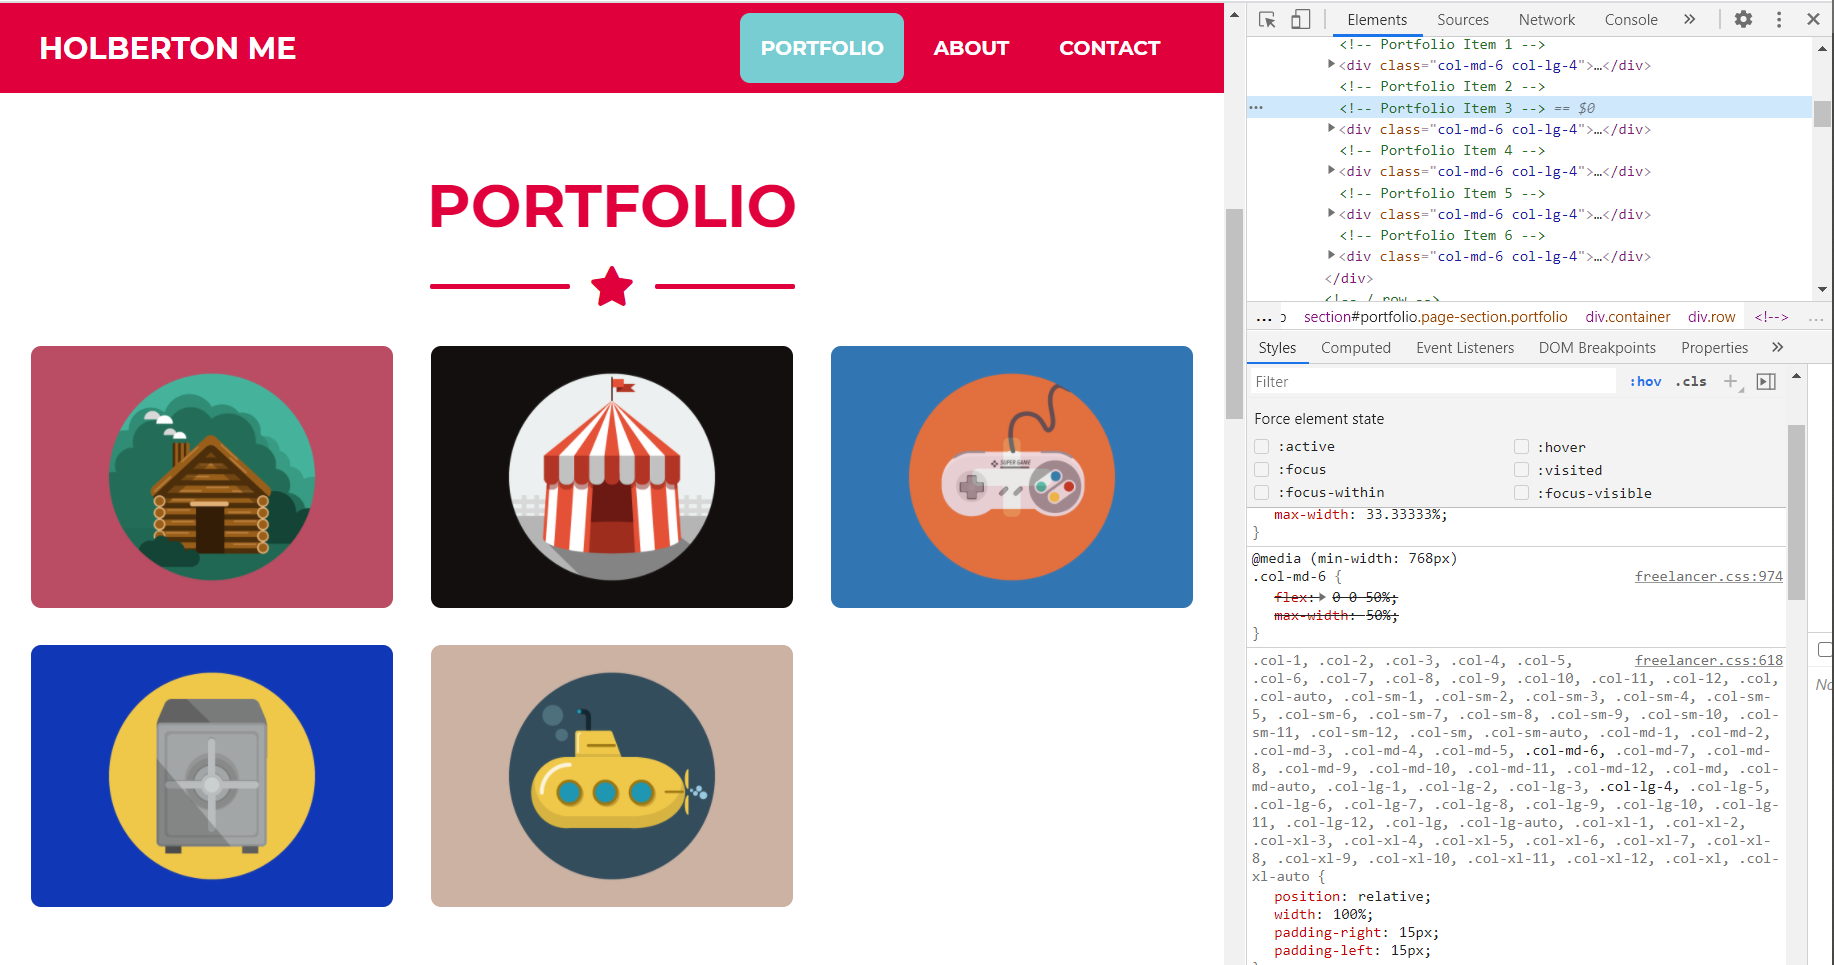 HOLBERTON ME
PORTFOLIO ABOUT CONTACT
PORTFOLIO
SUPER GAME
Elements Sources Network Console »
<!-- Portfolio Item 1 -->
<div class="col-md-6 col-lg-4">…</div>
<!-- Portfolio Item 2 -->
<!-- Portfolio Item 3 --> == $0
<div class="col-md-6 col-lg-4">…</div>
<!-- Portfolio Item 4 -->
<div class="col-md-6 col-lg-4">…</div>
<!-- Portfolio Item 5 -->
<div class="col-md-6 col-lg-4">…</div>
<!-- Portfolio Item 6 -->
<div class="col-md-6 col-lg-4">…</div>
</div>
<!-- / row -->
... section#portfolio.page-section.portfolio div.container div.row <!--> ...
Styles Computed Event Listeners DOM Breakpoints Properties »
Filter :hov .cls +
Force element state
:active :hover
:focus :visited
:focus-within :focus-visible
max-width: 33.33333%;
}
@media (min-width: 768px)
.col-md-6 { freelancer.css:974
flex: 0 0 50%;
max-width: 50%;
}
.col-1, .col-2, .col-3, .col-4, .col-5, freelancer.css:618
.col-6, .col-7, .col-8, .col-9, .col-10, .col-11, .col-12, .col,
.col-auto, .col-sm-1, .col-sm-2, .col-sm-3, .col-sm-4, .col-sm-
5, .col-sm-6, .col-sm-7, .col-sm-8, .col-sm-9, .col-sm-10, .col-
sm-11, .col-sm-12, .col-sm, .col-sm-auto, .col-md-1, .col-md-2,
.col-md-3, .col-md-4, .col-md-5, .col-md-6, .col-md-7, .col-md-
8, .col-md-9, .col-md-10, .col-md-11, .col-md-12, .col-md, .col-
md-auto, .col-lg-1, .col-lg-2, .col-lg-3, .col-lg-4, .col-lg-5,
.col-lg-6, .col-lg-7, .col-lg-8, .col-lg-9, .col-lg-10, .col-lg-
11, .col-lg-12, .col-lg, .col-lg-auto, .col-xl-1, .col-xl-2,
.col-xl-3, .col-xl-4, .col-xl-5, .col-xl-6, .col-xl-7, .col-xl-
8, .col-xl-9, .col-xl-10, .col-xl-11, .col-xl-12, .col-xl, .col-
xl-auto {
position: relative;
width: 100%;
padding-right: 15px;
padding-left: 15px;